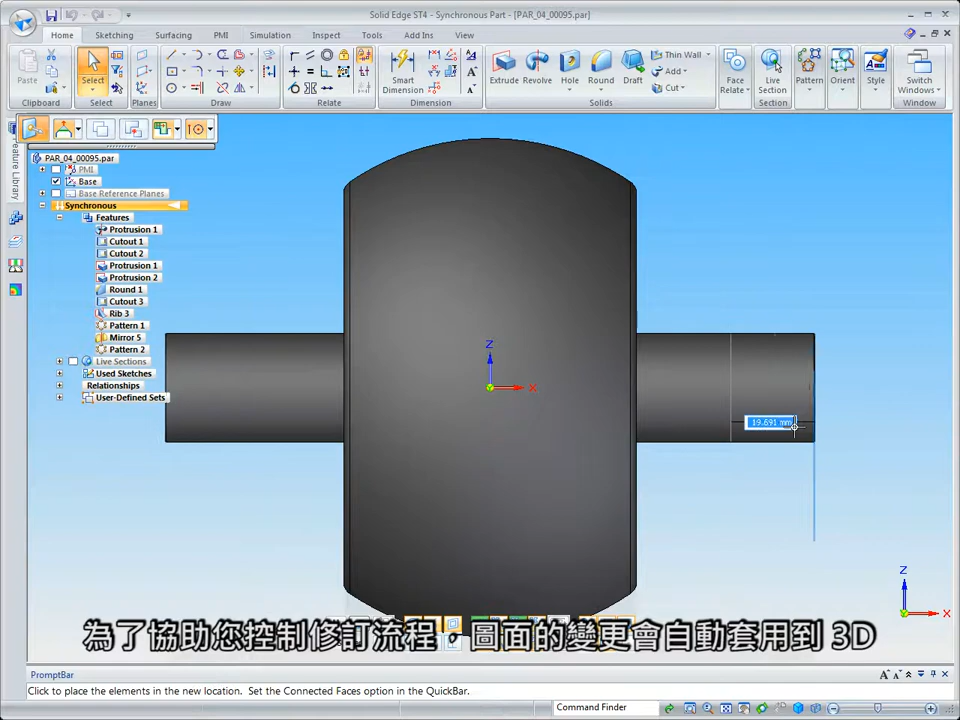 Solid Edge ST4 - Synchronous Part - [PAR_04_00095.par]
Home Sketching Surfacing PMI Simulation Inspect Tools Add Ins View
Paste
Select
Smart Dimension
Extrude Revolve Hole Round Draft
Thin Wall
Add
Cut
Face Relate
Live Section
Pattern Orient Style
Switch Windows
Clipboard Select Planes Draw Relate Dimension Solids Section Window
Feature Library
PAR_04_00095.par
PMI
Base
Base Reference Planes
Synchronous
Features
Protrusion 1
Cutout 1
Cutout 2
Protrusion 1
Protrusion 2
Round 1
Cutout 3
Rib 3
Pattern 1
Mirror 5
Pattern 2
Live Sections
Used Sketches
Relationships
User-Defined Sets
Z
X
19.691 mm
Z
X
為了協助您控制修訂流程，圖面的變更會自動套用到 3D
PromptBar
Click to place the elements in the new location. Set the Connected Faces option in the QuickBar.
Command Finder